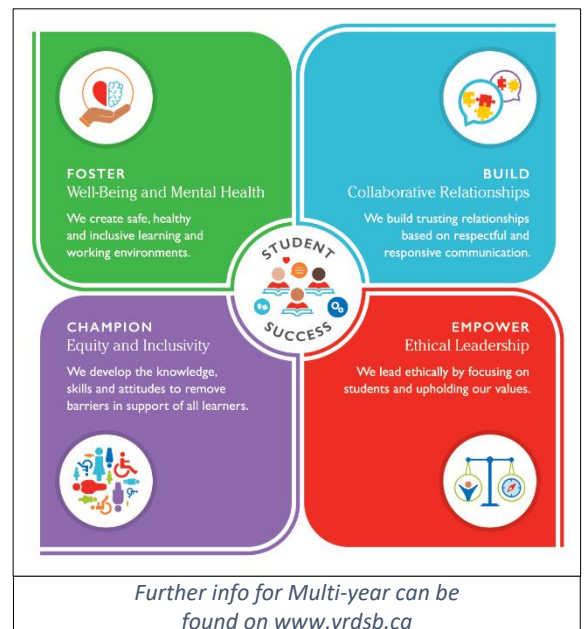 FOSTER
Well-Being and Mental Health
We create safe, healthy
and inclusive learning and
working environments.
BUILD
Collaborative Relationships
We build trusting relationships
based on respectful and
responsive communication.
STUDENT
SUCCESS
CHAMPION
Equity and Inclusivity
We develop the knowledge,
skills and attitudes to remove
barriers in support of all learners.
EMPOWER
Ethical Leadership
We lead ethically by focusing on
students and upholding our values.
Further info for Multi-year can be
found on www.yrdsb.ca